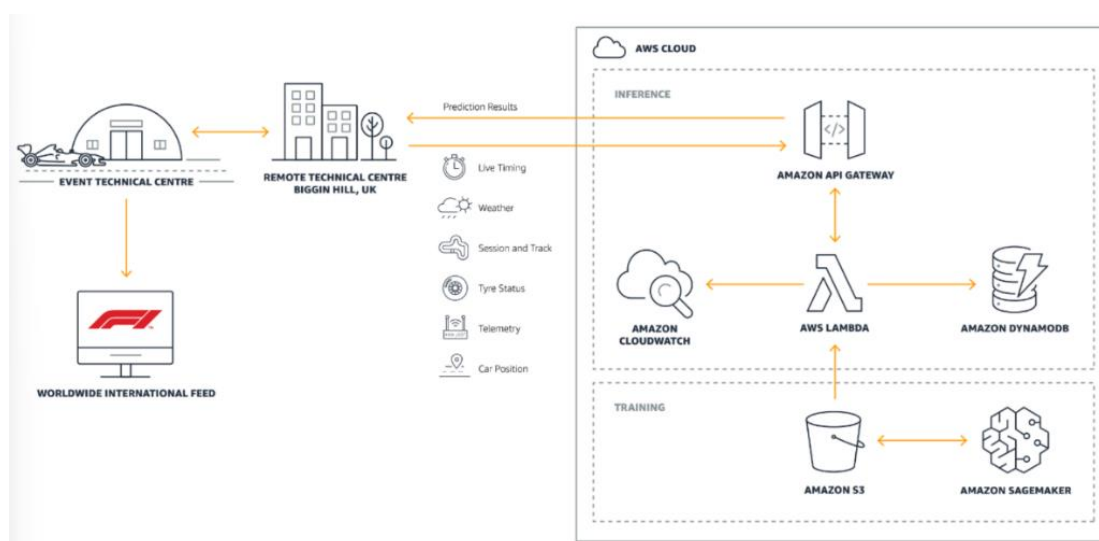 AWS CLOUD
INFERENCE
Prediction Results
AMAZON API GATEWAY
EVENT TECHNICAL CENTRE
REMOTE TECHNICAL CENTRE
BIGGIN HILL, UK
Live Timing
Weather
Session and Track
Tyre Status
Telemetry
Car Position
F1
WORLDWIDE INTERNATIONAL FEED
AMAZON
CLOUDWATCH
AWS LAMBDA
AMAZON DYNAMODB
TRAINING
AMAZON S3
AMAZON SAGEMAKER